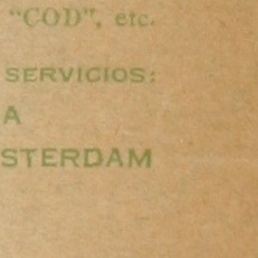 "COD", etc.
SERVICIOS:
A
STERDAM